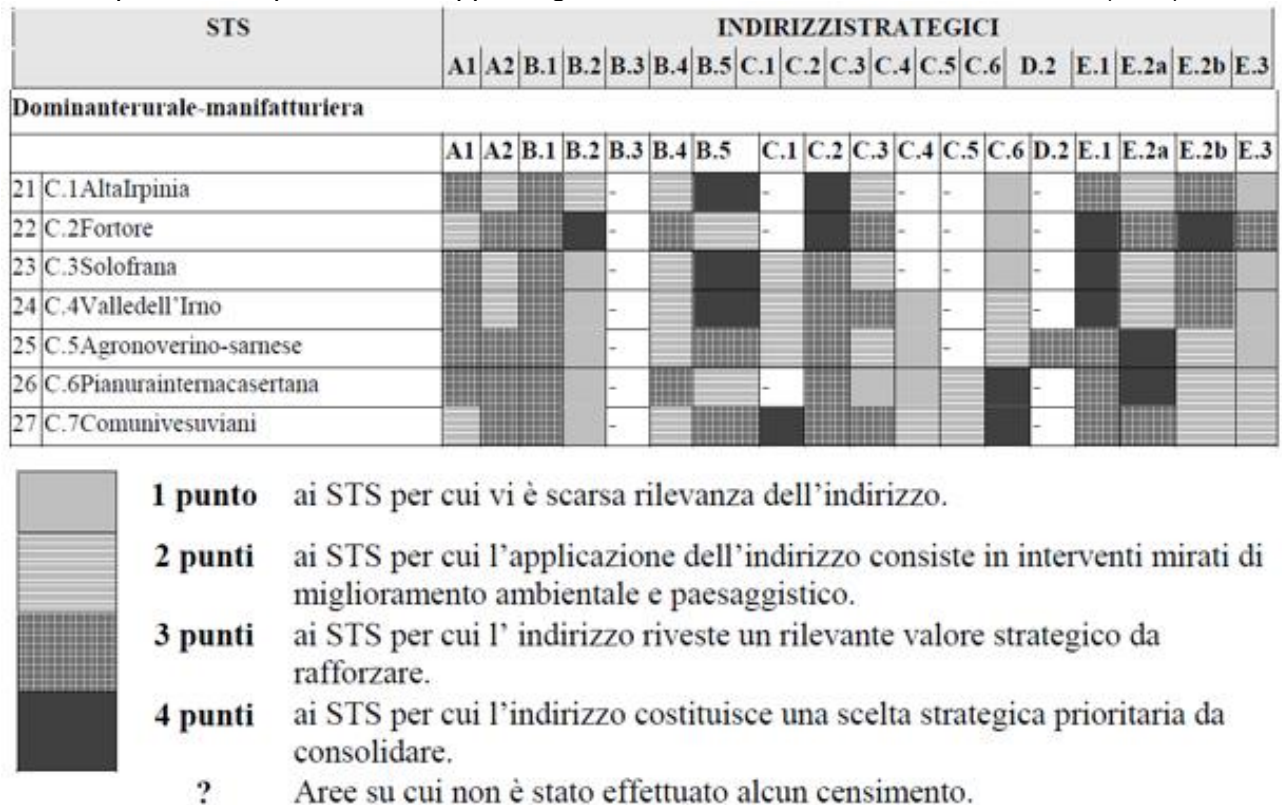 STS INDIRIZZISTRATEGICI
A1 A2 B.1 B.2 B.3 B.4 B.5 C.1 C.2 C.3 C.4 C.5 C.6 D.2 E.1 E.2a E.2b E.3
Dominanterurale-manifatturiera
A1 A2 B.1 B.2 B.3 B.4 B.5 C.1 C.2 C.3 C.4 C.5 C.6 D.2 E.1 E.2a E.2b E.3
21 C.1AltaIrpinia - - - - -
22 C.2Fortore - - - - -
23 C.3Solofrana - - - -
24 C.4Valledell’Irno - - -
25 C.5Agronoverino-sarnese - -
26 C.6Pianurainternacasertana - - -
27 C.7Comunivesuviani - -
1 punto ai STS per cui vi è scarsa rilevanza dell’indirizzo.
2 punti ai STS per cui l’applicazione dell’indirizzo consiste in interventi mirati di
miglioramento ambientale e paesaggistico.
3 punti ai STS per cui l’ indirizzo riveste un rilevante valore strategico da
rafforzare.
4 punti ai STS per cui l’indirizzo costituisce una scelta strategica prioritaria da
consolidare.
? Aree su cui non è stato effettuato alcun censimento.